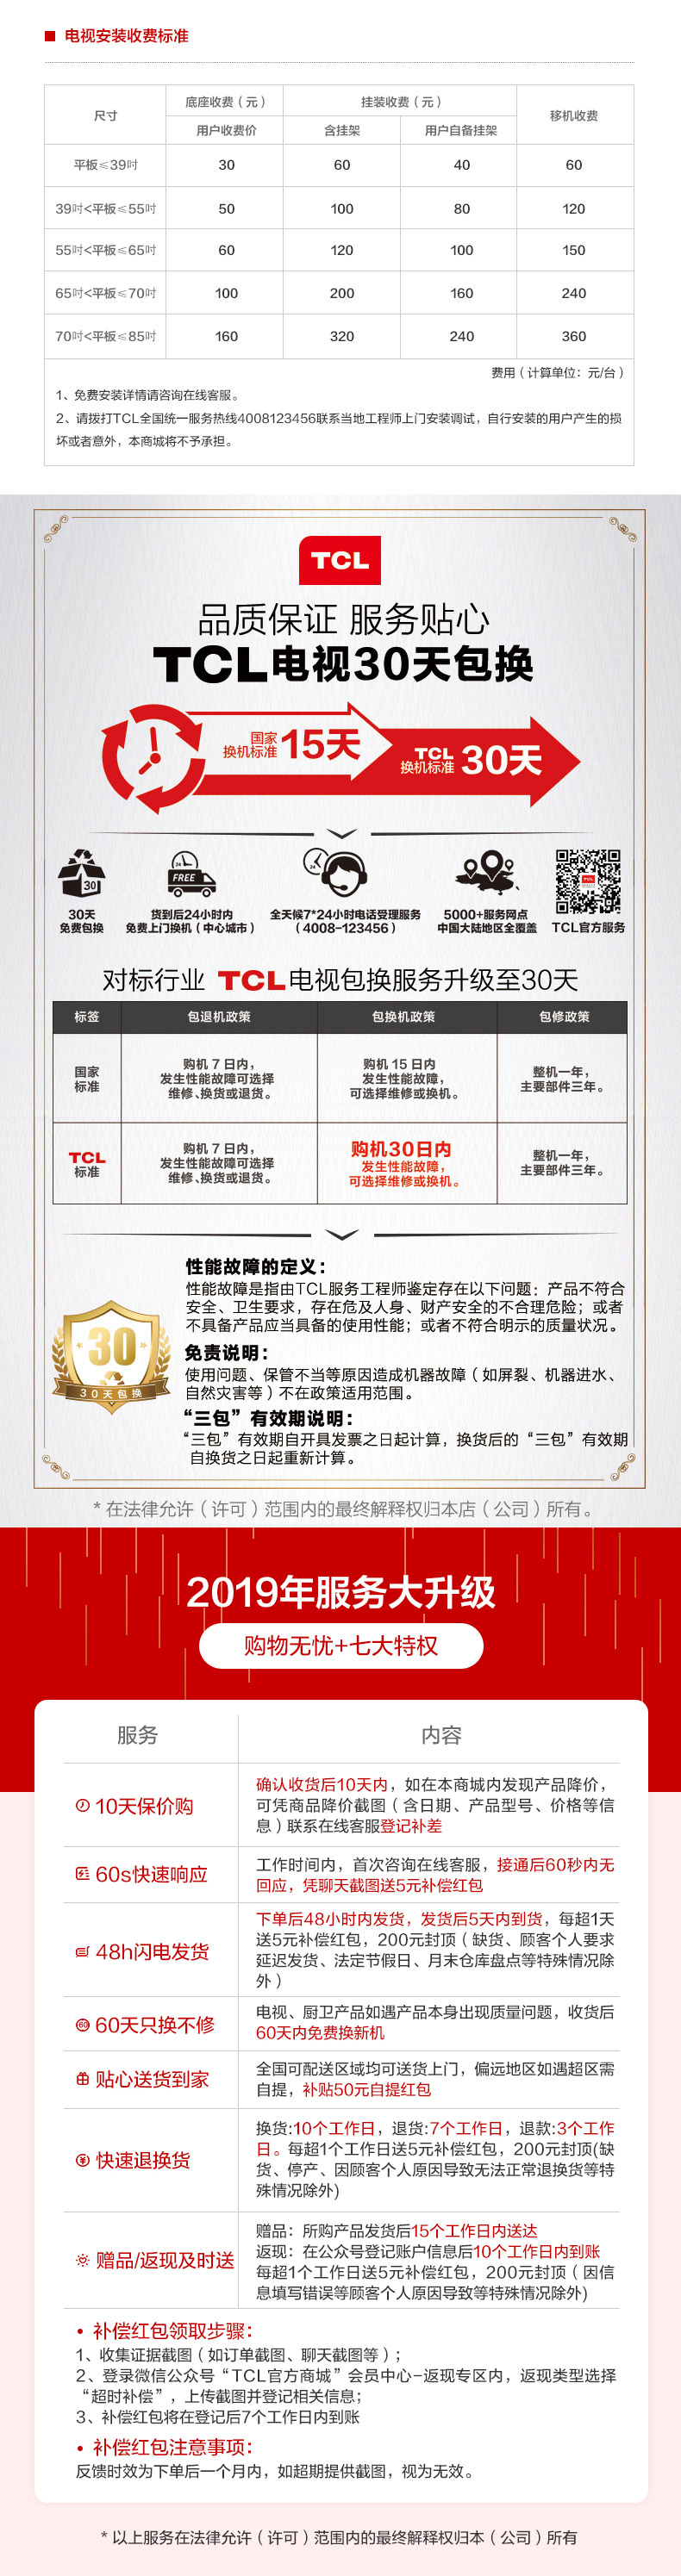 电视安装收费标准
尺寸 底座收费（元） 挂装收费（元） 移机收费
用户收费价 含挂架 用户自备挂架
平板≤39吋 30 60 40 60
39吋<平板≤55吋 50 100 80 120
55吋<平板≤65吋 60 120 100 150
65吋<平板≤70吋 100 200 160 240
70吋<平板≤85吋 160 320 240 360
费用（计算单位：元/台）
1、免费安装详情请咨询在线客服。
2、请拨打TCL全国统一服务热线4008123456联系当地工程师上门安装调试，自行安装的用户产生的损
坏或者意外，本商城将不予承担。
TCL
品质保证 服务贴心
TCL电视30天包换
国家
换机标准 15天
TCL
换机标准 30天
30
FREE
24
24
TCL
30天
免费包换
货到后24小时内
免费上门换机（中心城市）
全天候7*24小时电话受理服务
（4008-123456）
5000+服务网点
中国大陆地区全覆盖
TCL官方服务
对标行业 TCL电视包换服务升级至30天
标签 包退机政策 包换机政策 包修政策
国家
标准
购机 7 日内，
发生性能故障可选择
维修、换货或退货。
购机 15 日内
发生性能故障，
可选择维修或换机。
整机一年，
主要部件三年。
TCL
标准
购机 7 日内，
发生性能故障可选择
维修、换货或退货。
购机30日内
发生性能故障，
可选择维修或换机。
整机一年，
主要部件三年。
30
30天包换
性能故障的定义：
性能故障是指由TCL服务工程师鉴定存在以下问题：产品不符合
安全、卫生要求，存在危及人身、财产安全的不合理危险；或者
不具备产品应当具备的使用性能；或者不符合明示的质量状况。
免责说明：
使用问题、保管不当等原因造成机器故障（如屏裂、机器进水、
自然灾害等）不在政策适用范围。
“三包”有效期说明：
“三包”有效期自开具发票之日起计算，换货后的“三包”有效期
自换货之日起重新计算。
* 在法律允许（许可）范围内的最终解释权归本店（公司）所有。
2019年服务大升级
购物无忧+七大特权
服务 内容
10天保价购
确认收货后10天内，如在本商城内发现产品降价，
可凭商品降价截图（含日期、产品型号、价格等信
息）联系在线客服登记补差
60s快速响应
工作时间内，首次咨询在线客服，接通后60秒内无
回应，凭聊天截图送5元补偿红包
48h闪电发货
下单后48小时内发货，发货后5天内到货，每超1天
送5元补偿红包，200元封顶（缺货、顾客个人要求
延迟发货、法定节假日、月末仓库盘点等特殊情况除
外）
60 60天只换不修
电视、厨卫产品如遇产品本身出现质量问题，收货后
60天内免费换新机
贴心送货到家
全国可配送区域均可送货上门，偏远地区如遇超区需
自提，补贴50元自提红包
快速退换货
换货:10个工作日，退货:7个工作日，退款:3个工作
日。每超1个工作日送5元补偿红包，200元封顶(缺
货、停产、因顾客个人原因导致无法正常退换货等特
殊情况除外)
赠品/返现及时送
赠品：所购产品发货后15个工作日内送达
返现：在公众号登记账户信息后10个工作日内到账
每超1个工作日送5元补偿红包，200元封顶（因信
息填写错误等顾客个人原因导致等特殊情况除外)
• 补偿红包领取步骤：
1、收集证据截图（如订单截图、聊天截图等）；
2、登录微信公众号“TCL官方商城”会员中心-返现专区内，返现类型选择
“超时补偿”，上传截图并登记相关信息；
3、补偿红包将在登记后7个工作日内到账
• 补偿红包注意事项：
反馈时效为下单后一个月内，如超期提供截图，视为无效。
* 以上服务在法律允许（许可）范围内的最终解释权归本（公司）所有